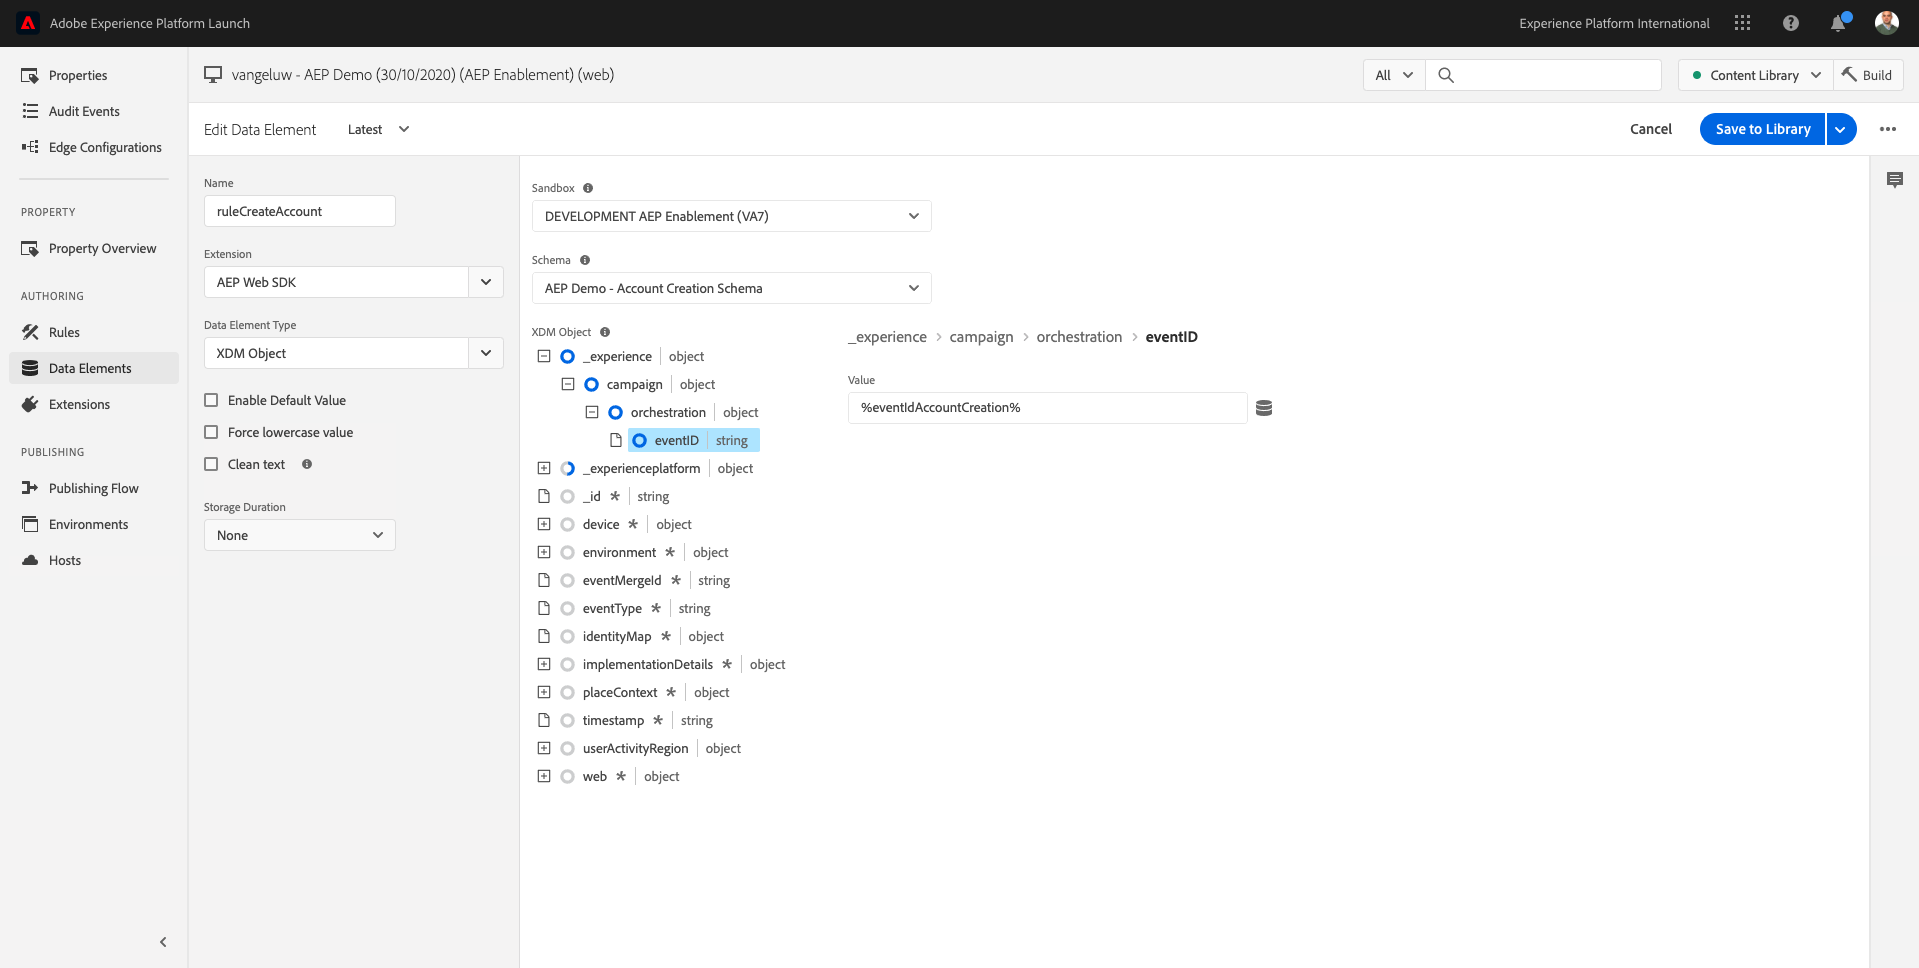 Adobe Experience Platform Launch
Experience Platform International
Properties
Audit Events
Edge Configurations
PROPERTY
Property Overview
AUTHORING
Rules
Data Elements
Extensions
PUBLISHING
Publishing Flow
Environments
Hosts
vangeluw - AEP Demo (30/10/2020) (AEP Enablement) (web)
All
Content Library
Build
Edit Data Element
Latest
Cancel
Save to Library
Name
ruleCreateAccount
Extension
AEP Web SDK
Data Element Type
XDM Object
Enable Default Value
Force lowercase value
Clean text
Storage Duration
None
Sandbox
DEVELOPMENT AEP Enablement (VA7)
Schema
AEP Demo - Account Creation Schema
XDM Object
_experience object
campaign object
orchestration object
eventID string
_experienceplatform object
_id * string
device * object
environment * object
eventMergeId * string
eventType * string
identityMap * object
implementationDetails * object
placeContext * object
timestamp * string
userActivityRegion object
web * object
_experience > campaign > orchestration > eventID
Value
%eventIdAccountCreation%